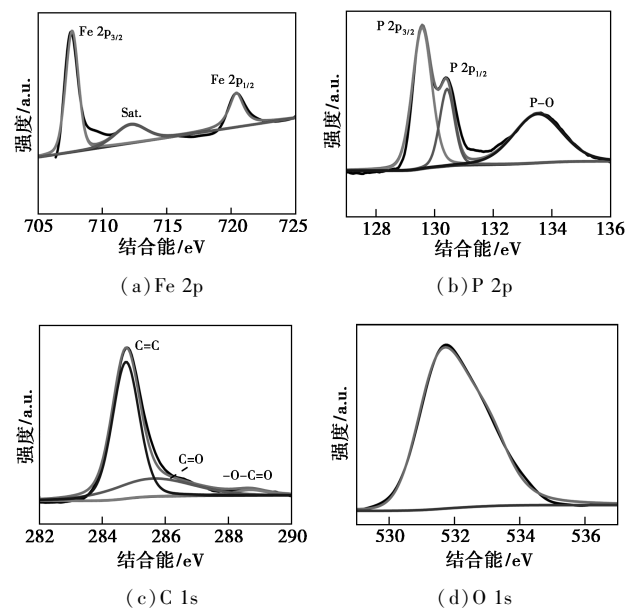 Fe 2p3/2
Sat.
Fe 2p1/2
强度/a.u.
705 710 715 720 725
结合能/eV
(a)Fe 2p
P 2p3/2
P 2p1/2
P-O
强度/a.u.
128 130 132 134 136
结合能/eV
(b)P 2p
C=C
C=O
-O-C=O
强度/a.u.
282 284 286 288 290
结合能/eV
(c)C 1s
强度/a.u.
530 532 534 536
结合能/eV
(d)O 1s